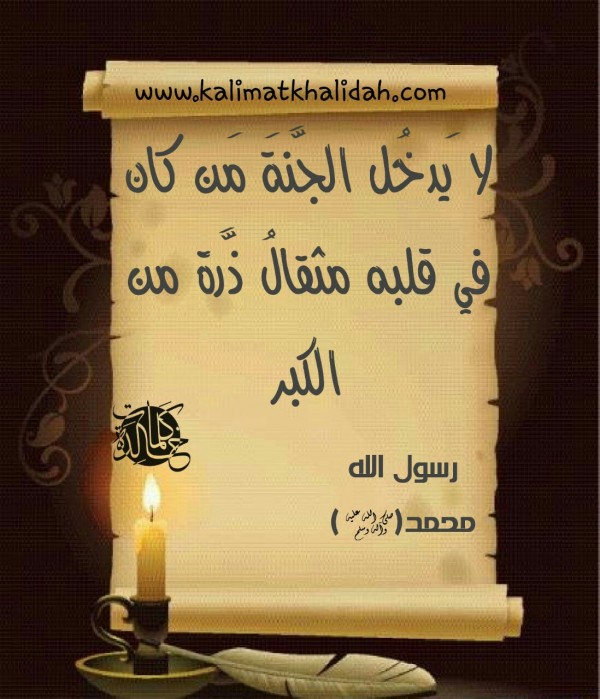 www.kalimatkhalidah.com
لا يَدخُل الجَّنَةَ مَن كان
في قلبه مثقالُ ذَّرة من
الكبر
كلمات خالدة
رسول الله
محمد(صلى الله عليه وآله وسلم)